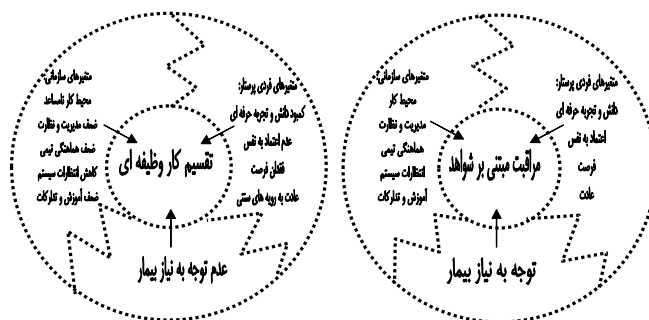 متغیرهای فردی پرستار:
دانش و تجربه حرفه ای
اعتماد به نفس
فرصت
عادت
متغیرهای سازمانی:
محیط کار
مدیریت و نظارت
هماهنگی تیمی
انتظارات سیستم
آموزش و تدارکات
مراقبت مبتنی بر شواهد
توجه به نیاز بیمار
متغیرهای فردی پرستار:
کمبود دانش و تجربه حرفه ای
عدم اعتماد به نفس
فقدان فرصت
عادت به رویه های سنتی
متغیرهای سازمانی:
محیط کار نامساعد
ضعف مدیریت و نظارت
ضعف هماهنگی تیمی
کاهش انتظارات سیستم
ضعف آموزش و تدارکات
تقسیم کار وظیفه ای
عدم توجه به نیاز بیمار